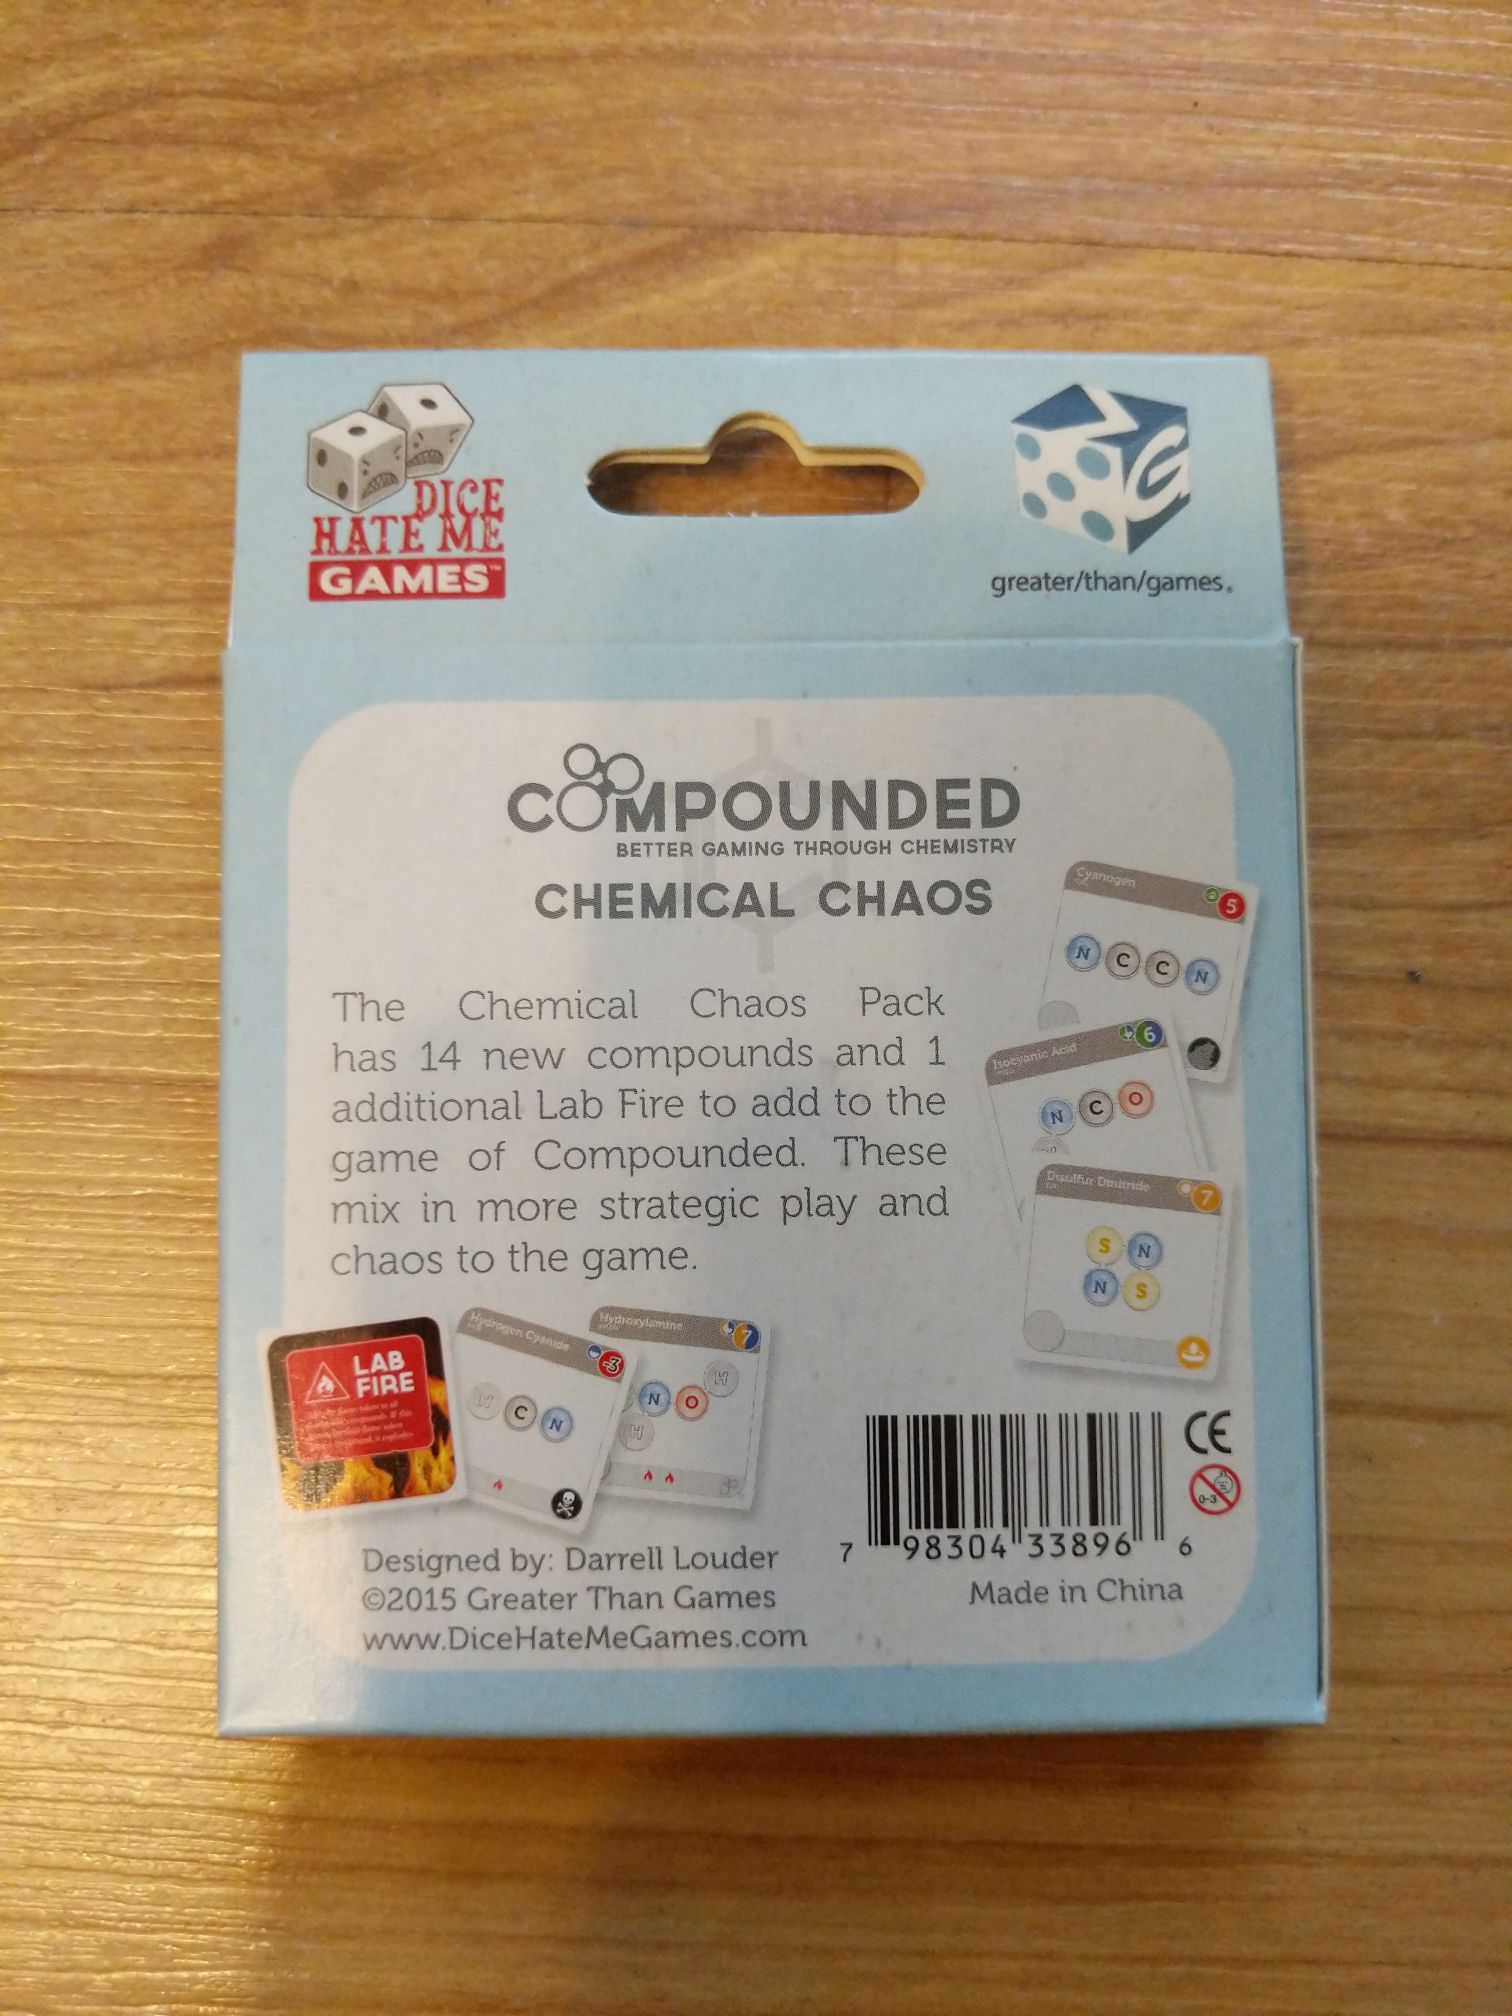 DICE
HATE ME
GAMES™
G
greater/than/games.
COMPOUNDED
BETTER GAMING THROUGH CHEMISTRY
CHEMICAL CHAOS
The Chemical Chaos Pack
has 14 new compounds and 1
additional Lab Fire to add to the
game of Compounded. These
mix in more strategic play and
chaos to the game.
Cyanogen
5
N C C N
Isocyanic Acid
6
N C O
Disulfur Dinitride
7
S N
N S
LAB
FIRE
Hydrogen Cyanide
-3
H C N
Hydroxylamine
7
H
N O
H
CE
0-3
7 98304 33896 6
Made in China
Designed by: Darrell Louder
©2015 Greater Than Games
www.DiceHateMeGames.com